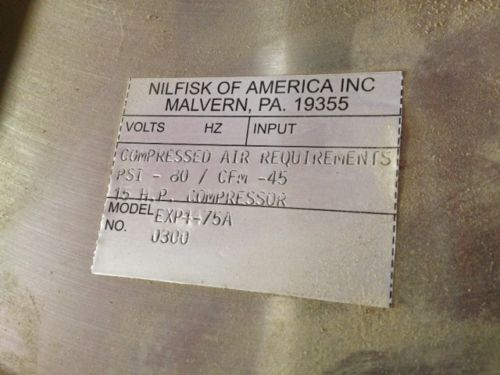 NILFISK OF AMERICA INC
MALVERN, PA. 19355
VOLTS HZ INPUT
COMPRESSED AIR REQUIREMENTS
PSI - 80 / CFM -45
15 H.P. COMPRESSOR
MODEL EXP1-75A
NO. 0300